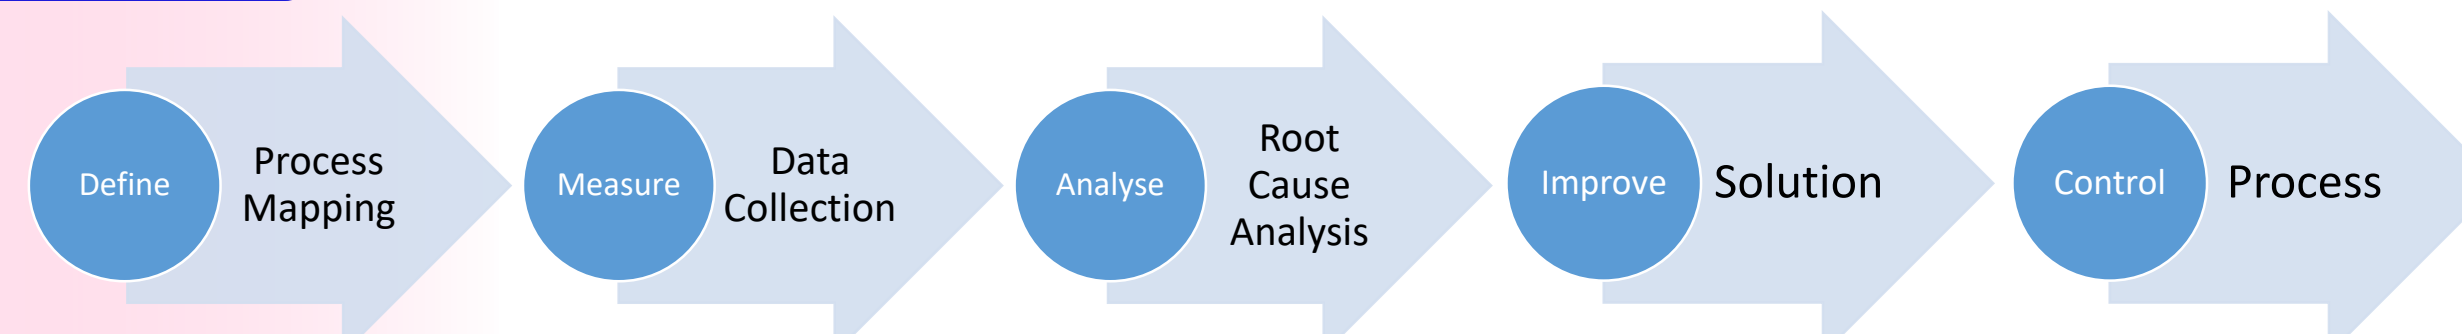 Define
Process
Mapping
Measure
Data
Collection
Analyse
Root
Cause
Analysis
Improve
Solution
Control
Process